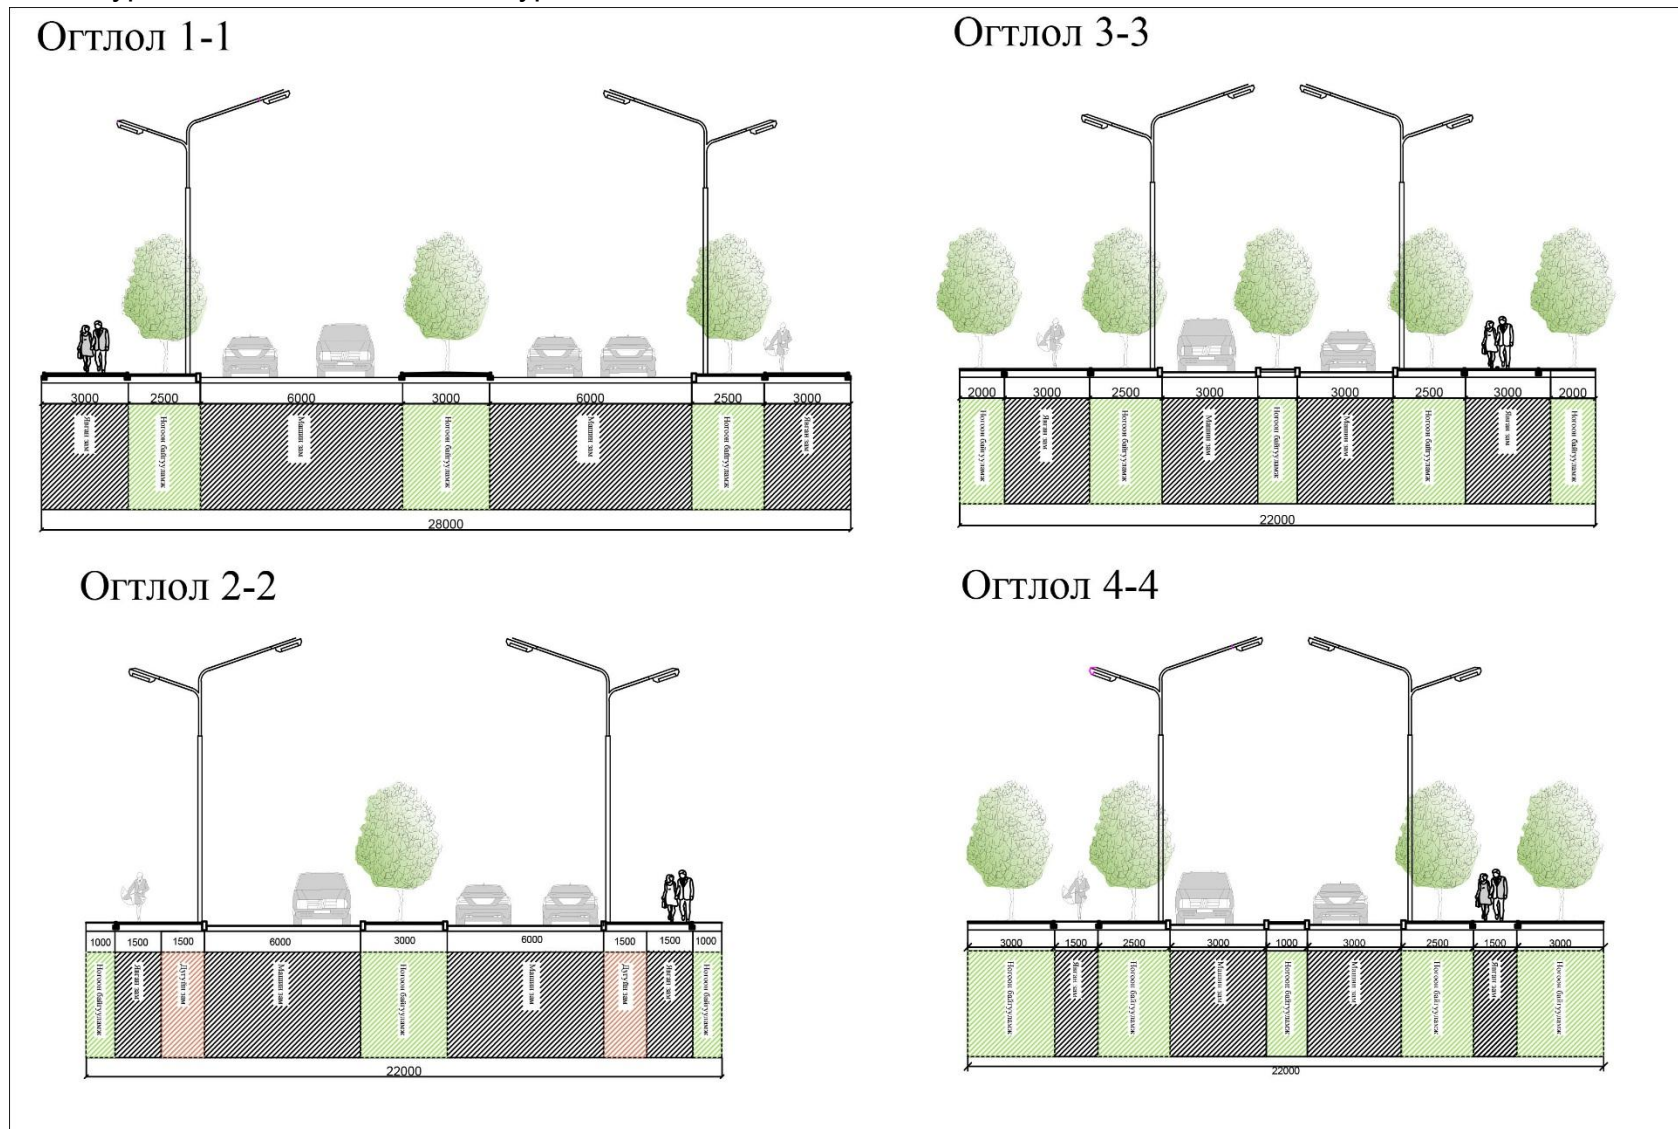 Огтлол 1-1
3000 2500 6000 3000 6000 2500 3000
Явган зам Ногоон байгууламж Машин зам Ногоон байгууламж Машин зам Ногоон байгууламж Явган зам
28000
Огтлол 3-3
2000 3000 2500 3000 3000 2500 3000 2000
Ногоон байгууламж Явган зам Ногоон байгууламж Машин зам Ногоон байгууламж Машин зам Ногоон байгууламж Явган зам Ногоон байгууламж
22000
Огтлол 2-2
1000 1500 1500 6000 3000 6000 1500 1500 1000
Ногоон байгууламж Явган зам Дугуйн зам Машин зам Ногоон байгууламж Машин зам Дугуйн зам Явган зам Ногоон байгууламж
22000
Огтлол 4-4
3000 1500 2500 3000 1000 3000 2500 1500 3000
Ногоон байгууламж Явган зам Ногоон байгууламж Машин зам Ногоон байгууламж Машин зам Ногоон байгууламж Явган зам Ногоон байгууламж
22000